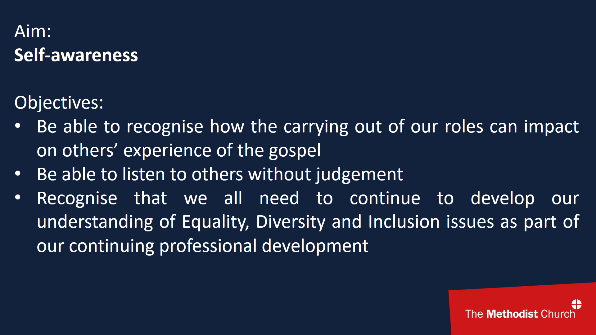 Aim:
Self-awareness
Objectives:
• Be able to recognise how the carrying out of our roles can impact
on others’ experience of the gospel
• Be able to listen to others without judgement
• Recognise that we all need to continue to develop our
understanding of Equality, Diversity and Inclusion issues as part of
our continuing professional development
The Methodist Church